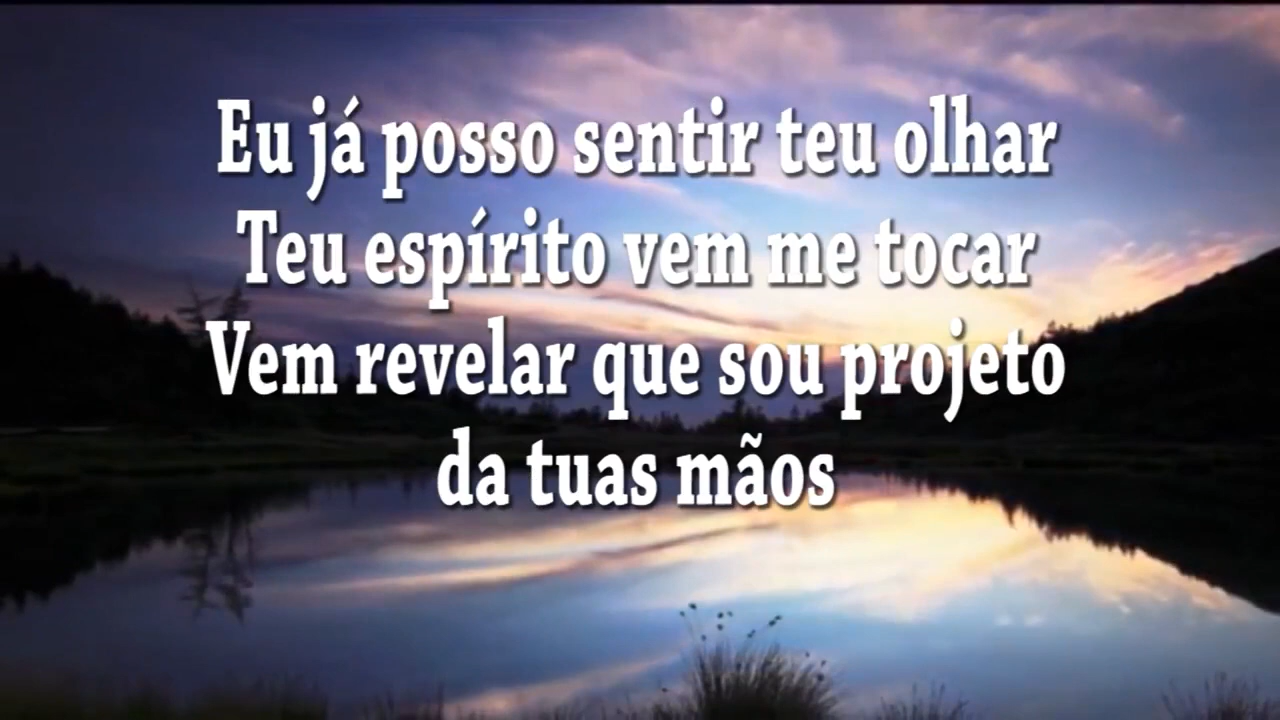 Eu já posso sentir teu olhar
Teu espírito vem me tocar
Vem revelar que sou projeto
da tuas mãos